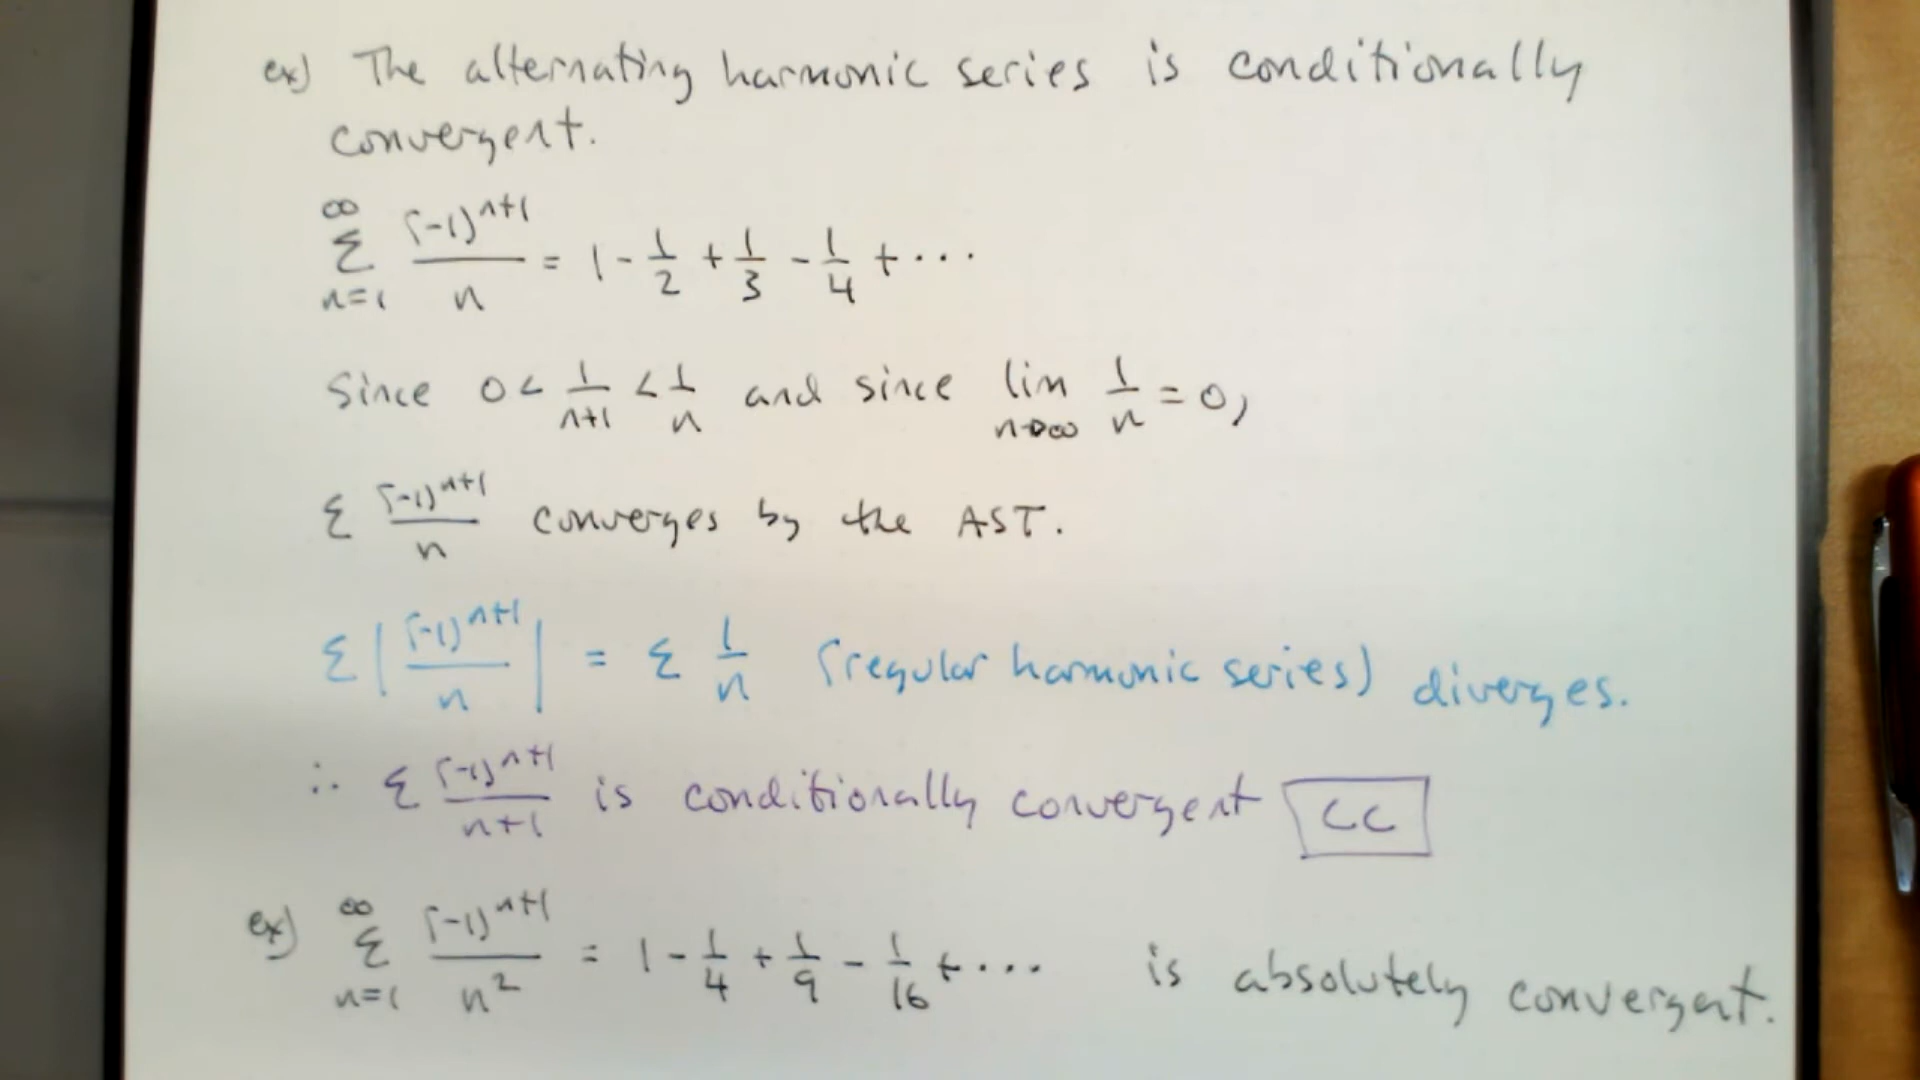 ex) The alternating harmonic series is conditionally
convergent.
∞
Σ (-1)^{n+1}/n = 1 - 1/2 + 1/3 - 1/4 + ⋯
n=1
Since 0 < 1/(n+1) < 1/n and since lim_{n→∞} 1/n = 0,
Σ (-1)^{n+1}/n converges by the AST.
Σ |(-1)^{n+1}/n| = Σ 1/n (regular harmonic series) diverges.
∴ Σ (-1)^{n+1}/(n+1) is conditionally convergent CC
ex) ∞
Σ (-1)^{n+1}/n² = 1 - 1/4 + 1/9 - 1/16 + ⋯ is absolutely convergent.
n=1